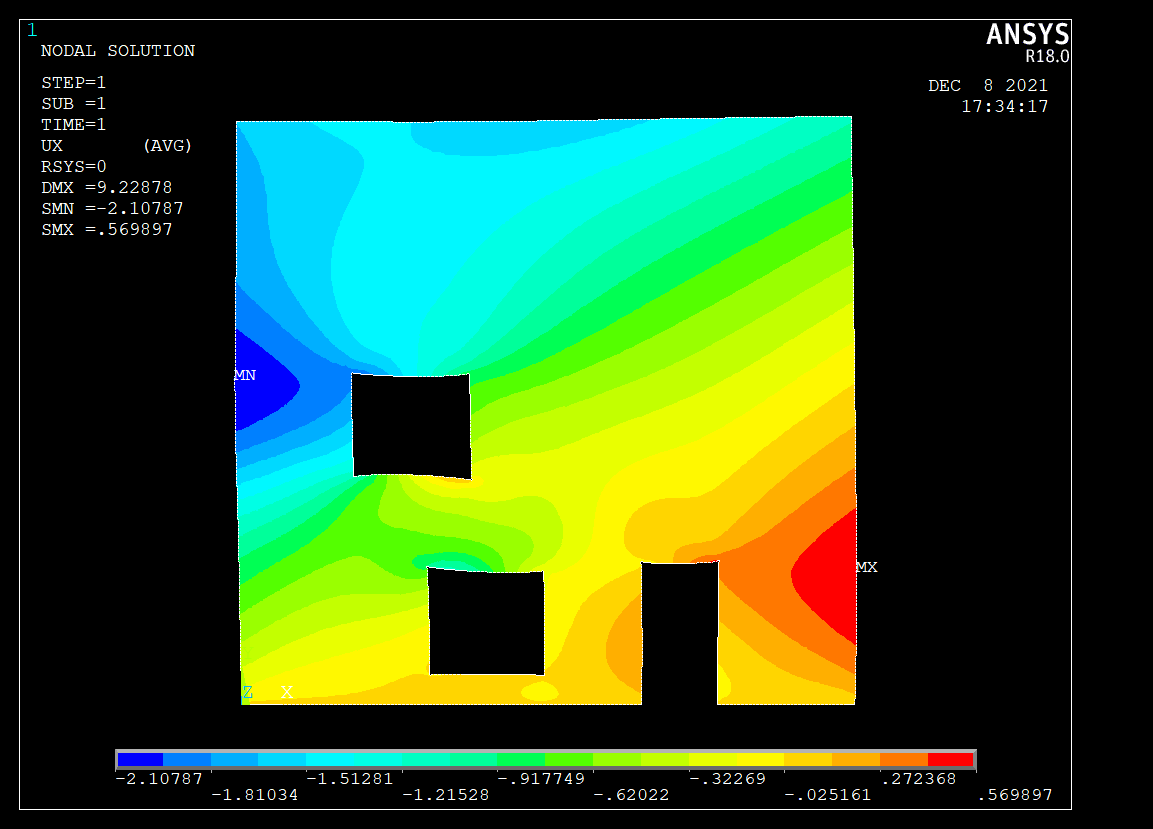 1
NODAL SOLUTION
STEP=1
SUB =1
TIME=1
UX (AVG)
RSYS=0
DMX =9.22878
SMN =-2.10787
SMX =.569897
ANSYS
R18.0
DEC 8 2021
17:34:17
MN
MX
Z X
-2.10787 -1.51281 -.917749 -.32269 .272368
-1.81034 -1.21528 -.62022 -.025161 .569897